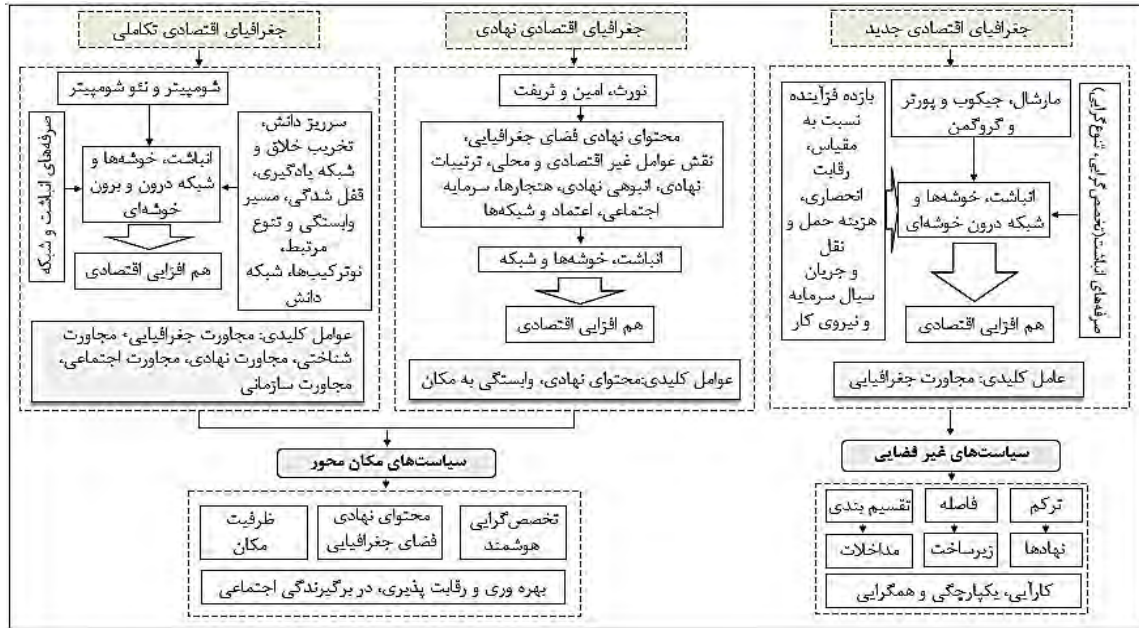 جغرافیای اقتصادی جدید
مارشال، جیکوب و پورتر
و گروگمن
صرفه‌های انباشت(تخصص‌گرایی، تنوع‌گرایی)
بازده فزآینده
نسبت به
مقیاس،
رقابت
انحصاری،
هزینه حمل و
نقل
و جریان
سیال سرمایه
و نیروی کار
انباشت، خوشه‌ها و
شبکه درون خوشه‌ای
هم افزایی اقتصادی
عامل کلیدی: مجاورت جغرافیایی
سیاست‌های غیر فضایی
ترکم
فاصله
تقسیم بندی
نهادها
زیرساخت
مداخلات
کارآیی، یکپارچگی و همگرایی
جغرافیای اقتصادی نهادی
نورث، امین و ثریفت
محتوای نهادی فضای جغرافیایی،
نقش عوامل غیر اقتصادی و محلی، ترتیبات
نهادی، انبوهی نهادی، هنجارها، سرمایه
اجتماعی، اعتماد و شبکه‌ها
انباشت، خوشه‌ها و شبکه
هم افزایی اقتصادی
عوامل کلیدی:محتوای نهادی، وابستگی به مکان
جغرافیای اقتصادی تکاملی
شومپیتر و نئو شومپیتر
سرریز دانش،
تخریب خلاق و
شبکه یادگیری،
قفل شدگی، مسیر
وابستگی و تنوع
مرتبط،
نوترکیب‌ها، شبکه
دانش
انباشت، خوشه‌ها و
شبکه درون و برون
خوشه‌ای
صرفه‌های انباشت و شبکه
هم افزایی اقتصادی
عوامل کلیدی: مجاورت جغرافیایی، مجاورت
شناختی، مجاورت نهادی، مجاورت اجتماعی،
مجاورت سازمانی
سیاست‌های مکان محور
تخصص‌گرایی
هوشمند
محتوای نهادی
فضای جغرافیایی
ظرفیت
مکان
بهره وری و رقابت پذیری، در برگیرندگی اجتماعی